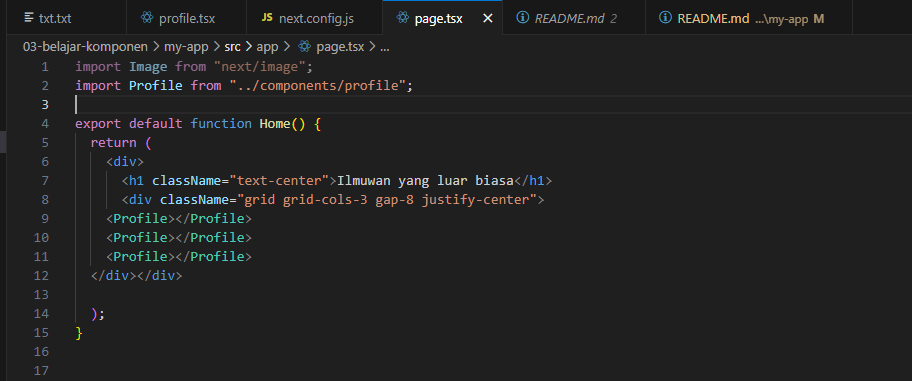 txt.txt profile.tsx JS next.config.js page.tsx README.md 2 README.md ...\my-app M
03-belajar-komponen > my-app > src > app > page.tsx > ...
1 import Image from "next/image";
2 import Profile from "../components/profile";
3
4 export default function Home() {
5 return (
6 <div>
7 <h1 className="text-center">Ilmuwan yang luar biasa</h1>
8 <div className="grid grid-cols-3 gap-8 justify-center">
9 <Profile></Profile>
10 <Profile></Profile>
11 <Profile></Profile>
12 </div></div>
13
14 );
15 }
16
17